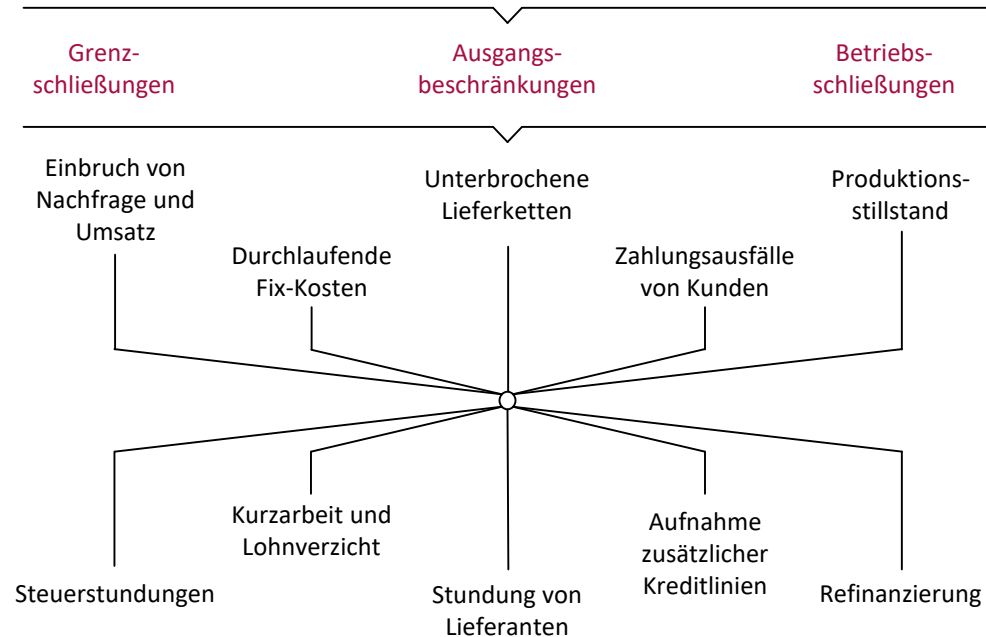 Grenz-
schließungen
Ausgangs-
beschränkungen
Betriebs-
schließungen
Einbruch von
Nachfrage und
Umsatz
Unterbrochene
Lieferketten
Produktions-
stillstand
Durchlaufende
Fix-Kosten
Zahlungsausfälle
von Kunden
Kurzarbeit und
Lohnverzicht
Aufnahme
zusätzlicher
Kreditlinien
Steuerstundungen
Stundung von
Lieferanten
Refinanzierung